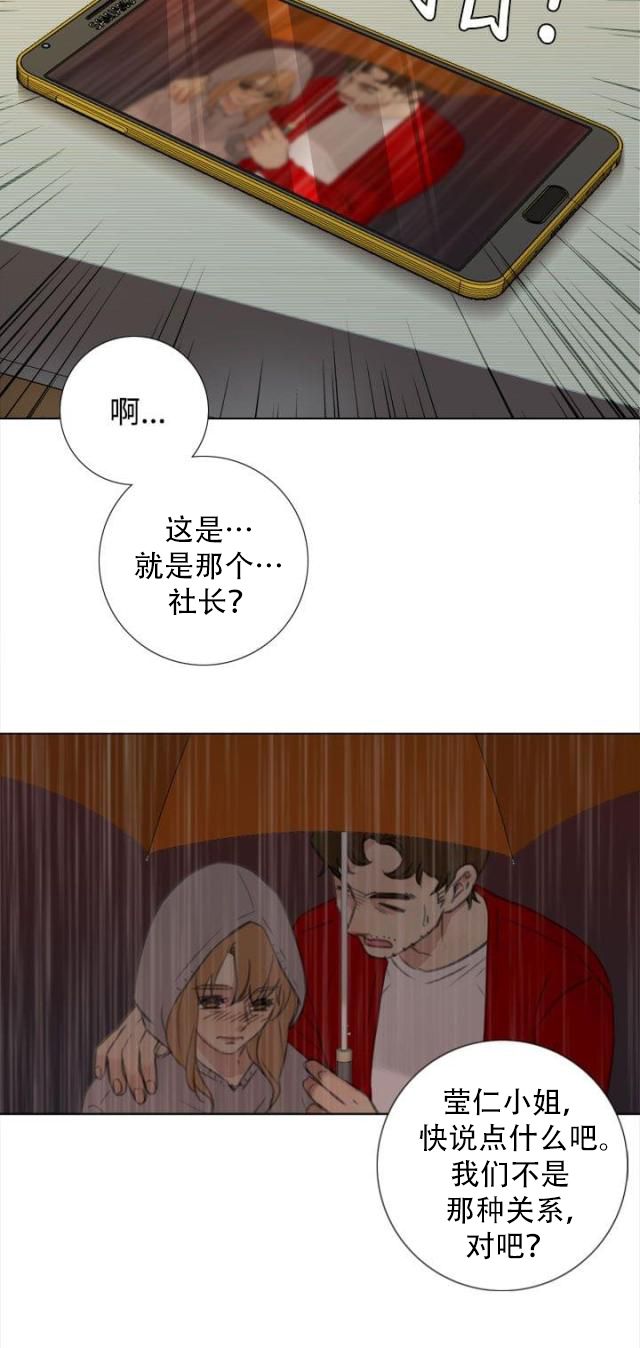 啊...
这是…
就是那个…
社长？
莹仁小姐，
快说点什么吧。
我们不是
那种关系，
对吧？